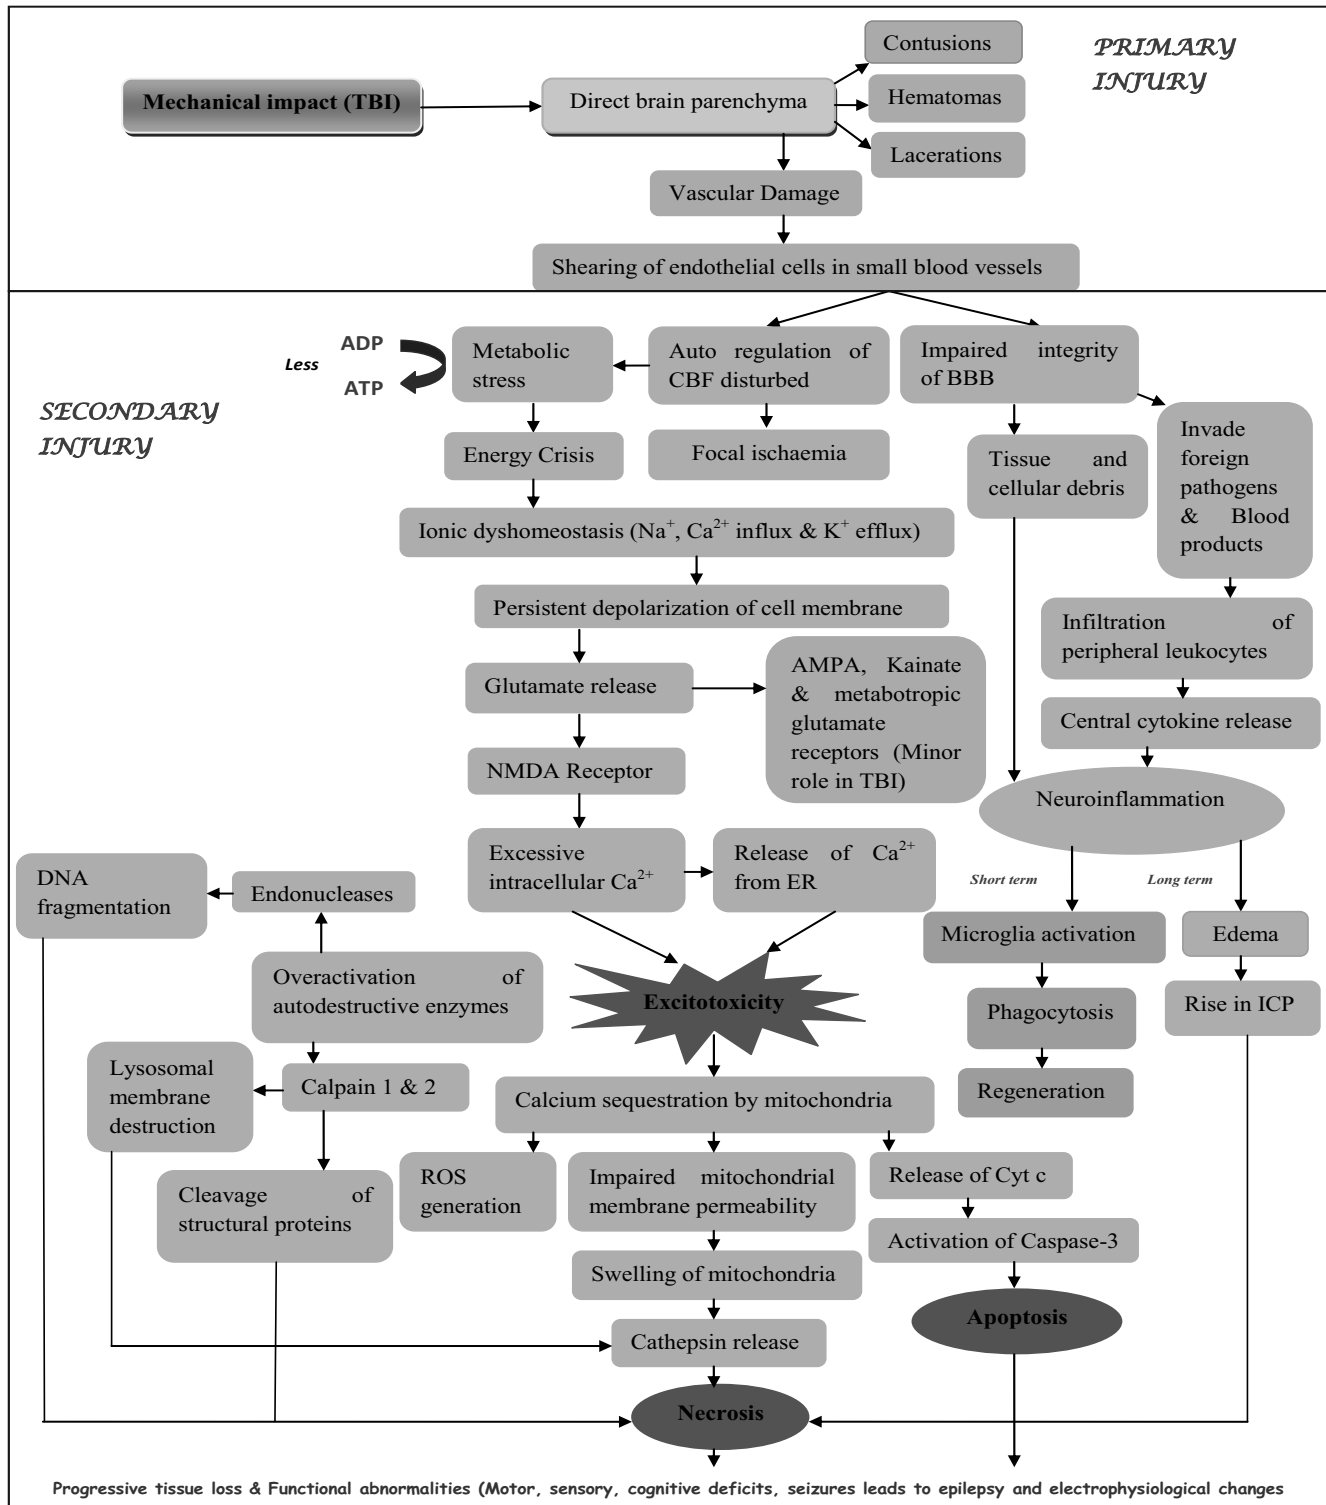 PRIMARY
INJURY
Mechanical impact (TBI)
Direct brain parenchyma
Contusions
Hematomas
Lacerations
Vascular Damage
Shearing of endothelial cells in small blood vessels
SECONDARY
INJURY
Less
ADP
ATP
Metabolic
stress
Auto regulation of
CBF disturbed
Impaired integrity
of BBB
Energy Crisis
Focal ischaemia
Tissue and
cellular debris
Invade
foreign
pathogens
& Blood
products
Ionic dyshomeostasis (Na⁺, Ca²⁺ influx & K⁺ efflux)
Persistent depolarization of cell membrane
Infiltration of
peripheral leukocytes
Glutamate release
AMPA, Kainate
& metabotropic
glutamate
receptors (Minor
role in TBI)
Central cytokine release
NMDA Receptor
Neuroinflammation
Excessive
intracellular Ca²⁺
Release of Ca²⁺
from ER
Short term
Long term
DNA
fragmentation
Endonucleases
Microglia activation
Edema
Overactivation of
autodestructive enzymes
Excitotoxicity
Phagocytosis
Rise in ICP
Lysosomal
membrane
destruction
Calpain 1 & 2
Calcium sequestration by mitochondria
Regeneration
Cleavage of
structural proteins
ROS
generation
Impaired mitochondrial
membrane permeability
Release of Cyt c
Activation of Caspase-3
Swelling of mitochondria
Apoptosis
Cathepsin release
Necrosis
Progressive tissue loss & Functional abnormalities (Motor, sensory, cognitive deficits, seizures leads to epilepsy and electrophysiological changes